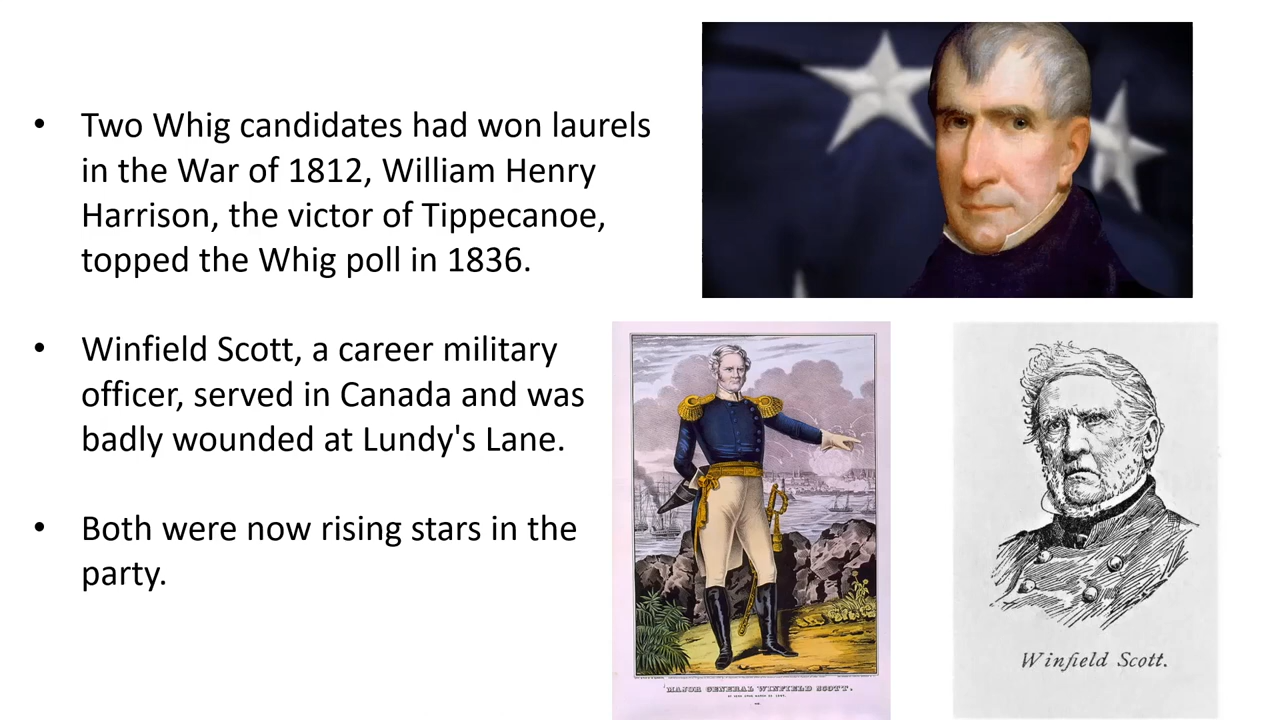 • Two Whig candidates had won laurels
in the War of 1812, William Henry
Harrison, the victor of Tippecanoe,
topped the Whig poll in 1836.
• Winfield Scott, a career military
officer, served in Canada and was
badly wounded at Lundy's Lane.
• Both were now rising stars in the
party.
MAJOR GENERAL WINFIELD SCOTT.
Winfield Scott.